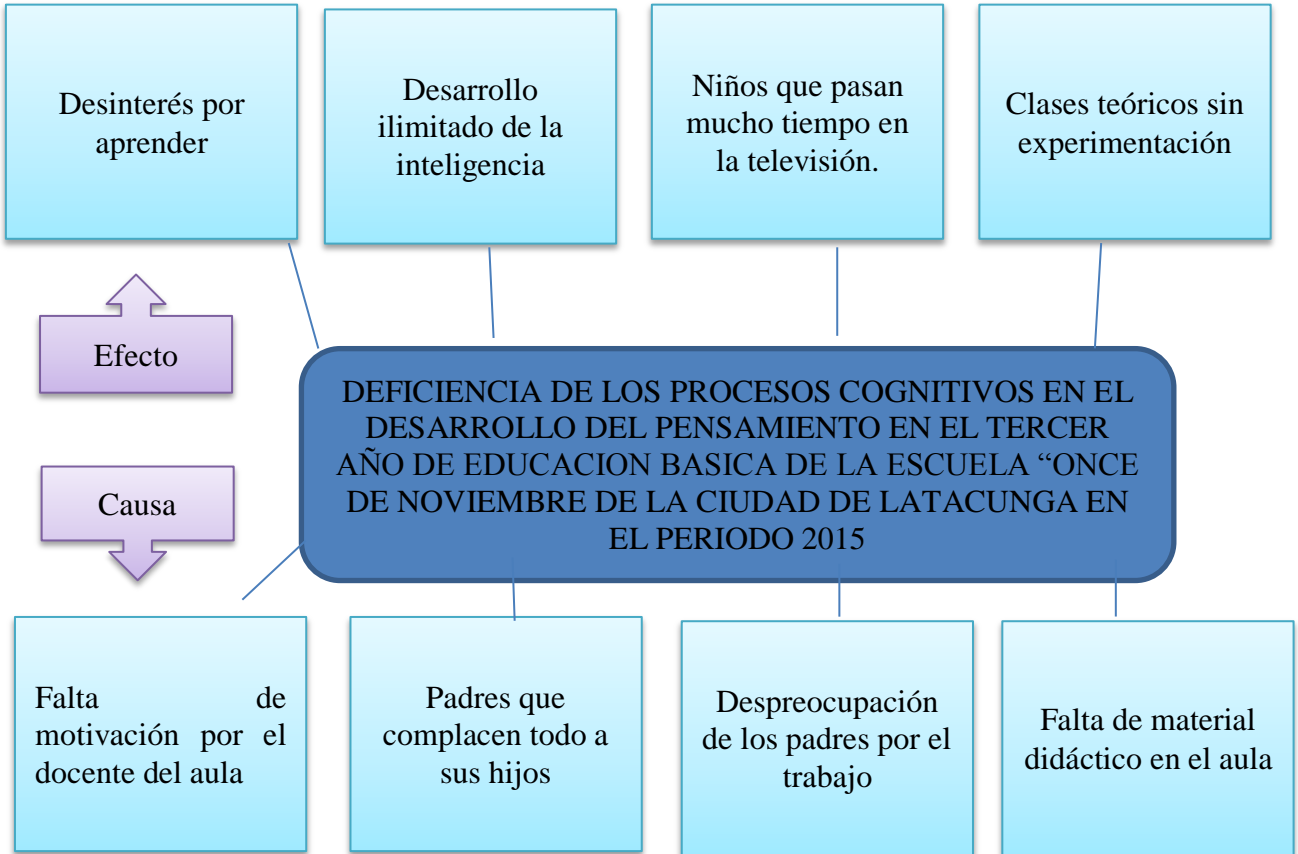 Desinterés por
aprender
Desarrollo
ilimitado de la
inteligencia
Niños que pasan
mucho tiempo en
la televisión.
Clases teóricos sin
experimentación
Efecto
DEFICIENCIA DE LOS PROCESOS COGNITIVOS EN EL
DESARROLLO DEL PENSAMIENTO EN EL TERCER
AÑO DE EDUCACION BASICA DE LA ESCUELA “ONCE
DE NOVIEMBRE DE LA CIUDAD DE LATACUNGA EN
EL PERIODO 2015
Causa
Falta de
motivación por el
docente del aula
Padres que
complacen todo a
sus hijos
Despreocupación
de los padres por el
trabajo
Falta de material
didáctico en el aula